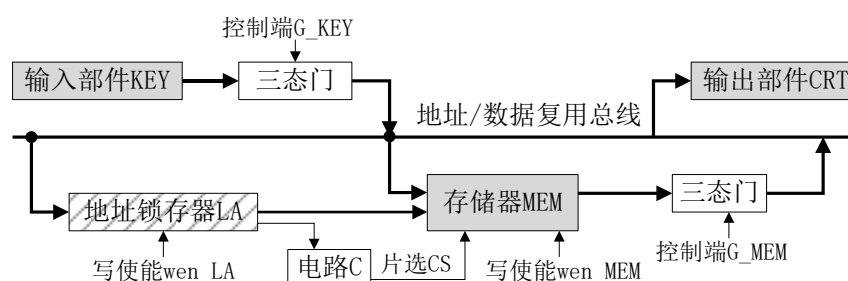 控制端G_KEY
输入部件KEY
三态门
输出部件CRT
地址/数据复用总线
地址锁存器LA
存储器MEM
三态门
写使能wen LA
电路C
片选CS
写使能wen MEM
控制端G_MEM